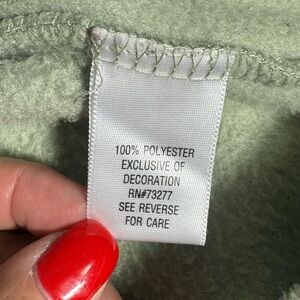 100% POLYESTER
EXCLUSIVE OF
DECORATION
RN#73277
SEE REVERSE
FOR CARE